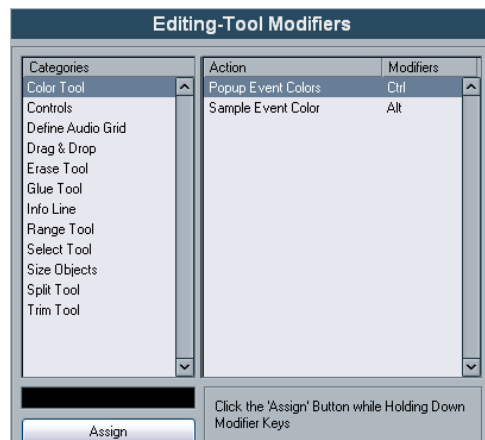 Editing-Tool Modifiers
Categories
Color Tool
Controls
Define Audio Grid
Drag & Drop
Erase Tool
Glue Tool
Info Line
Range Tool
Select Tool
Size Objects
Split Tool
Trim Tool
Action Modifiers
Popup Event Colors Ctrl
Sample Event Color Alt
Assign
Click the 'Assign' Button while Holding Down
Modifier Keys